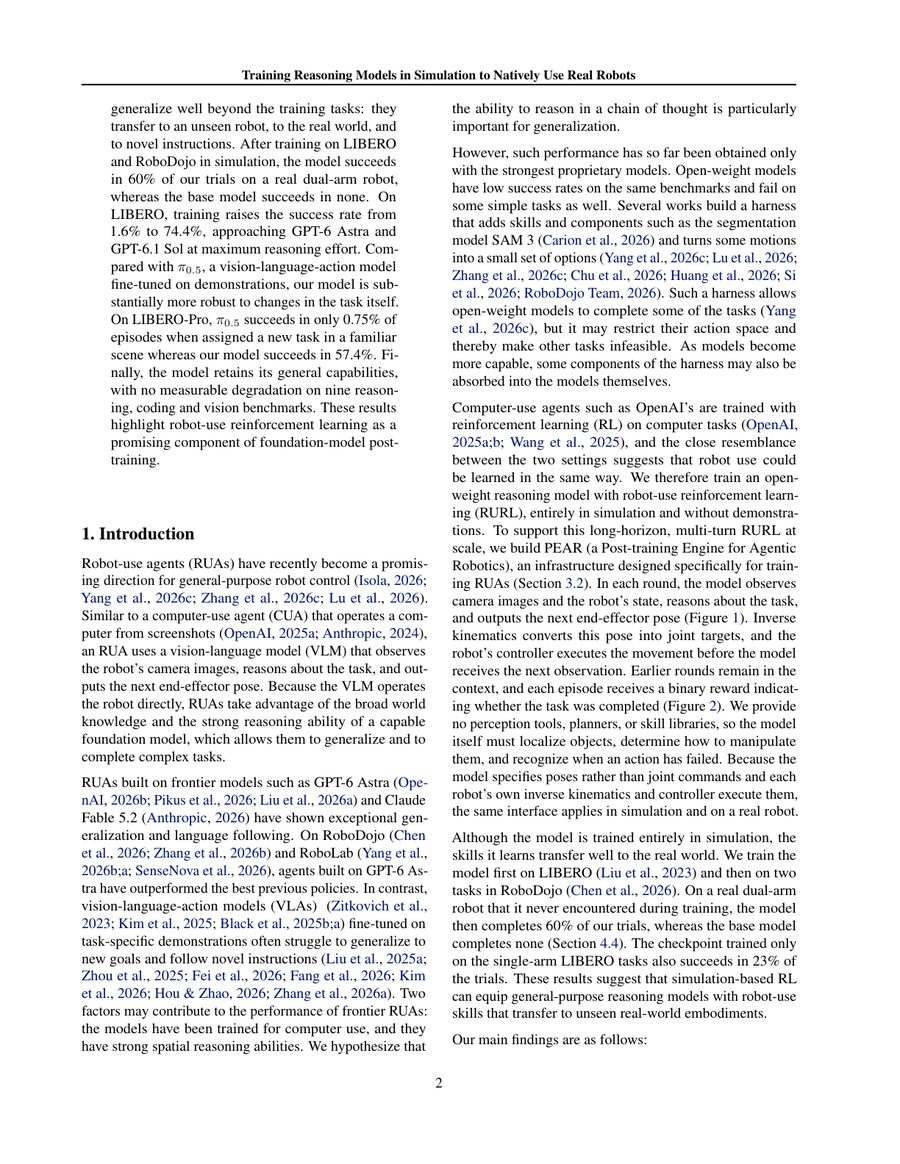 Training Reasoning Models in Simulation to Natively Use Real Robots
generalize well beyond the training tasks: they
transfer to an unseen robot, to the real world, and
to novel instructions. After training on LIBERO
and RoboDojo in simulation, the model succeeds
in 60% of our trials on a real dual-arm robot,
whereas the base model succeeds in none. On
LIBERO, training raises the success rate from
1.6% to 74.4%, approaching GPT-6 Astra and
GPT-6.1 Sol at maximum reasoning effort. Com-
pared with π0.5, a vision-language-action model
fine-tuned on demonstrations, our model is sub-
stantially more robust to changes in the task itself.
On LIBERO-Pro, π0.5 succeeds in only 0.75% of
episodes when assigned a new task in a familiar
scene whereas our model succeeds in 57.4%. Fi-
nally, the model retains its general capabilities,
with no measurable degradation on nine reason-
ing, coding and vision benchmarks. These results
highlight robot-use reinforcement learning as a
promising component of foundation-model post-
training.
1. Introduction
Robot-use agents (RUAs) have recently become a promis-
ing direction for general-purpose robot control (Isola, 2026;
Yang et al., 2026c; Zhang et al., 2026c; Lu et al., 2026).
Similar to a computer-use agent (CUA) that operates a com-
puter from screenshots (OpenAI, 2025a; Anthropic, 2024),
an RUA uses a vision-language model (VLM) that observes
the robot's camera images, reasons about the task, and out-
puts the next end-effector pose. Because the VLM operates
the robot directly, RUAs take advantage of the broad world
knowledge and the strong reasoning ability of a capable
foundation model, which allows them to generalize and to
complete complex tasks.
RUAs built on frontier models such as GPT-6 Astra (Ope-
nAI, 2026b; Pikus et al., 2026; Liu et al., 2026a) and Claude
Fable 5.2 (Anthropic, 2026) have shown exceptional gen-
eralization and language following. On RoboDojo (Chen
et al., 2026; Zhang et al., 2026b) and RoboLab (Yang et al.,
2026b;a; SenseNova et al., 2026), agents built on GPT-6 As-
tra have outperformed the best previous policies. In contrast,
vision-language-action models (VLAs) (Zitkovich et al.,
2023; Kim et al., 2025; Black et al., 2025b;a) fine-tuned on
task-specific demonstrations often struggle to generalize to
new goals and follow novel instructions (Liu et al., 2025a;
Zhou et al., 2025; Fei et al., 2026; Fang et al., 2026; Kim
et al., 2026; Hou & Zhao, 2026; Zhang et al., 2026a). Two
factors may contribute to the performance of frontier RUAs:
the models have been trained for computer use, and they
have strong spatial reasoning abilities. We hypothesize that
the ability to reason in a chain of thought is particularly
important for generalization.
However, such performance has so far been obtained only
with the strongest proprietary models. Open-weight models
have low success rates on the same benchmarks and fail on
some simple tasks as well. Several works build a harness
that adds skills and components such as the segmentation
model SAM 3 (Carion et al., 2026) and turns some motions
into a small set of options (Yang et al., 2026c; Lu et al., 2026;
Zhang et al., 2026c; Chu et al., 2026; Huang et al., 2026; Si
et al., 2026; RoboDojo Team, 2026). Such a harness allows
open-weight models to complete some of the tasks (Yang
et al., 2026c), but it may restrict their action space and
thereby make other tasks infeasible. As models become
more capable, some components of the harness may also be
absorbed into the models themselves.
Computer-use agents such as OpenAI's are trained with
reinforcement learning (RL) on computer tasks (OpenAI,
2025a;b; Wang et al., 2025), and the close resemblance
between the two settings suggests that robot use could
be learned in the same way. We therefore train an open-
weight reasoning model with robot-use reinforcement learn-
ing (RURL), entirely in simulation and without demonstra-
tions. To support this long-horizon, multi-turn RURL at
scale, we build PEAR (a Post-training Engine for Agentic
Robotics), an infrastructure designed specifically for train-
ing RUAs (Section 3.2). In each round, the model observes
camera images and the robot's state, reasons about the task,
and outputs the next end-effector pose (Figure 1). Inverse
kinematics converts this pose into joint targets, and the
robot's controller executes the movement before the model
receives the next observation. Earlier rounds remain in the
context, and each episode receives a binary reward indicat-
ing whether the task was completed (Figure 2). We provide
no perception tools, planners, or skill libraries, so the model
itself must localize objects, determine how to manipulate
them, and recognize when an action has failed. Because the
model specifies poses rather than joint commands and each
robot's own inverse kinematics and controller execute them,
the same interface applies in simulation and on a real robot.
Although the model is trained entirely in simulation, the
skills it learns transfer well to the real world. We train the
model first on LIBERO (Liu et al., 2023) and then on two
tasks in RoboDojo (Chen et al., 2026). On a real dual-arm
robot that it never encountered during training, the model
then completes 60% of our trials, whereas the base model
completes none (Section 4.4). The checkpoint trained only
on the single-arm LIBERO tasks also succeeds in 23% of
the trials. These results suggest that simulation-based RL
can equip general-purpose reasoning models with robot-use
skills that transfer to unseen real-world embodiments.
Our main findings are as follows:
2